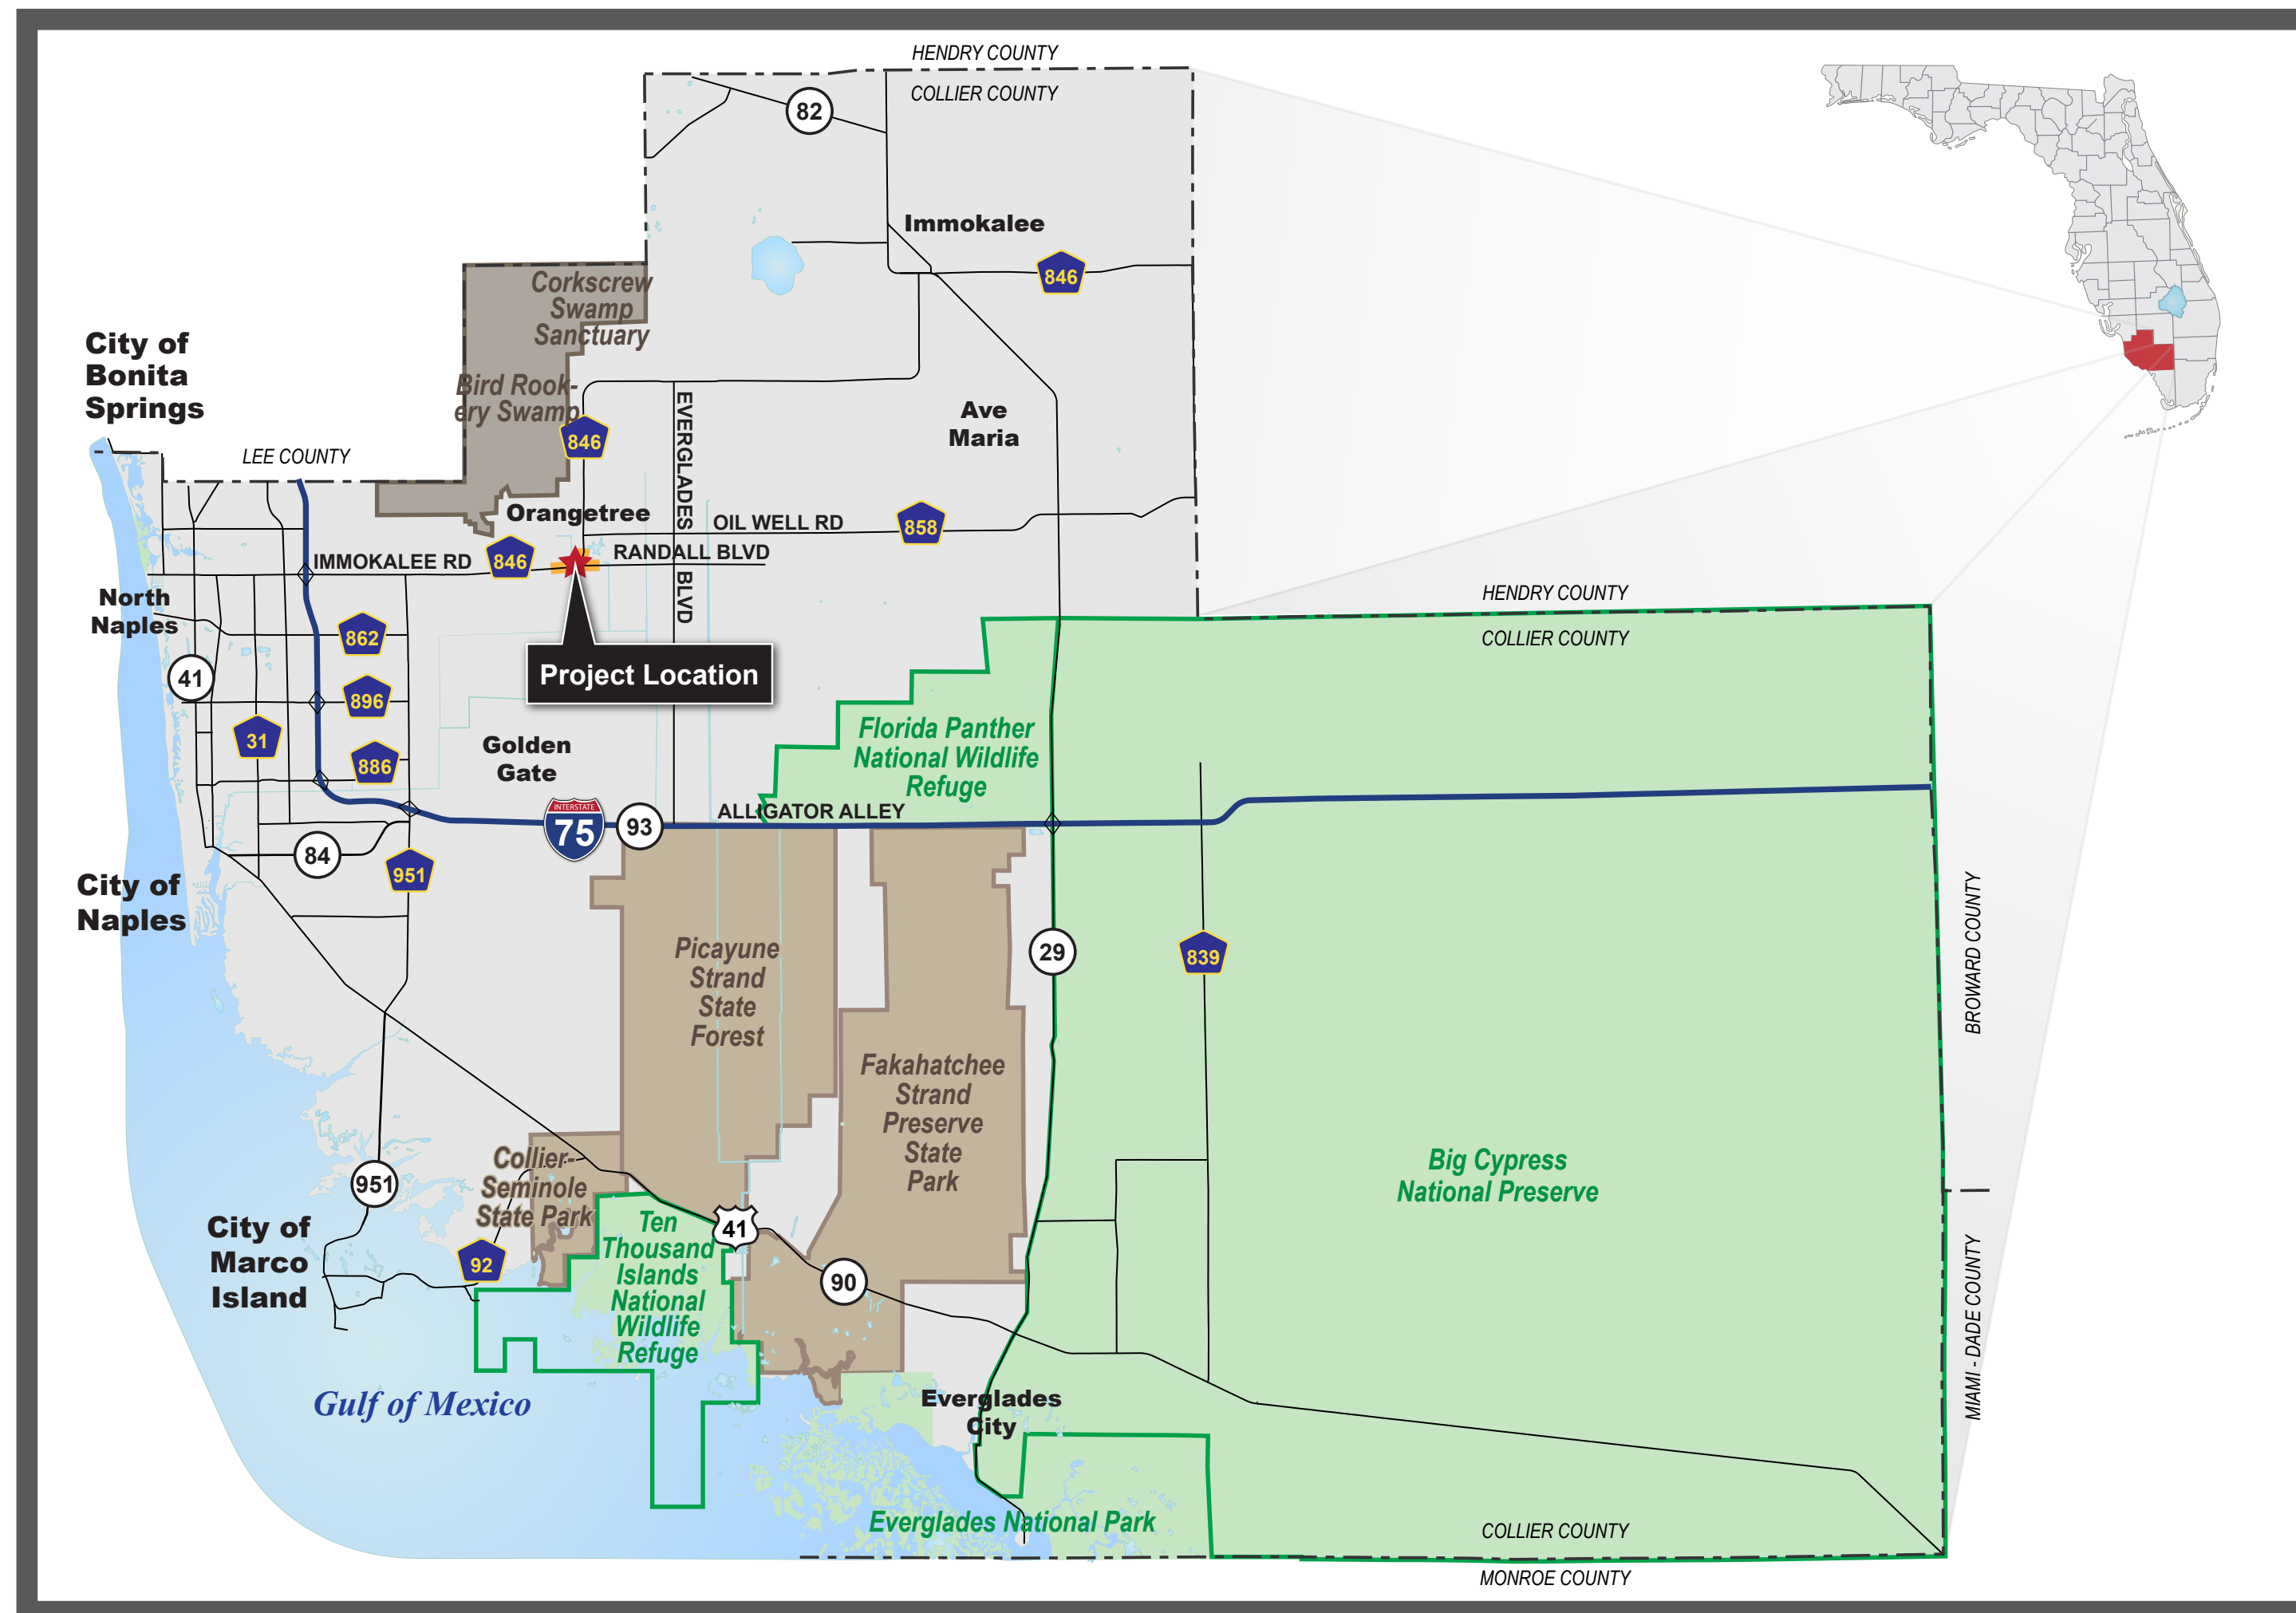 HENDRY COUNTY
COLLIER COUNTY
82
Immokalee
846
Corkscrew
Swamp
Sanctuary
City of
Bonita
Springs
Bird Rook-
ery Swamp
846
EVERGLADES BLVD
Ave
Maria
LEE COUNTY
Orangetree
OIL WELL RD
858
IMMOKALEE RD
846
RANDALL BLVD
North
Naples
862
HENDRY COUNTY
COLLIER COUNTY
41
Project Location
896
31
886
Golden
Gate
Florida Panther
National Wildlife
Refuge
INTERSTATE
75
93
ALLIGATOR ALLEY
84
951
City of
Naples
Picayune
Strand
State
Forest
29
839
BROWARD COUNTY
Fakahatchee
Strand
Preserve
State
Park
Big Cypress
National Preserve
Collier-
Seminole
State Park
951
City of
Marco
Island
92
Ten
Thousand
Islands
National
Wildlife
Refuge
41
90
MIAMI - DADE COUNTY
Gulf of Mexico
Everglades
City
Everglades National Park
COLLIER COUNTY
MONROE COUNTY